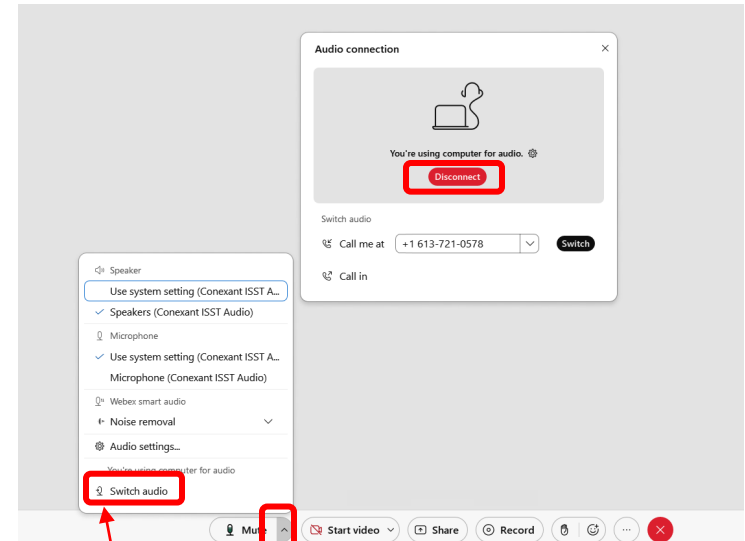 Audio connection
You're using computer for audio.
Disconnect
Switch audio
Call me at +1 613-721-0578 Switch
Call in
Speaker
Use system setting (Conexant ISST A...
Speakers (Conexant ISST Audio)
Microphone
Use system setting (Conexant ISST A...
Microphone (Conexant ISST Audio)
Webex smart audio
Noise removal
Audio settings...
You're using computer for audio
Switch audio
Mute Start video Share Record